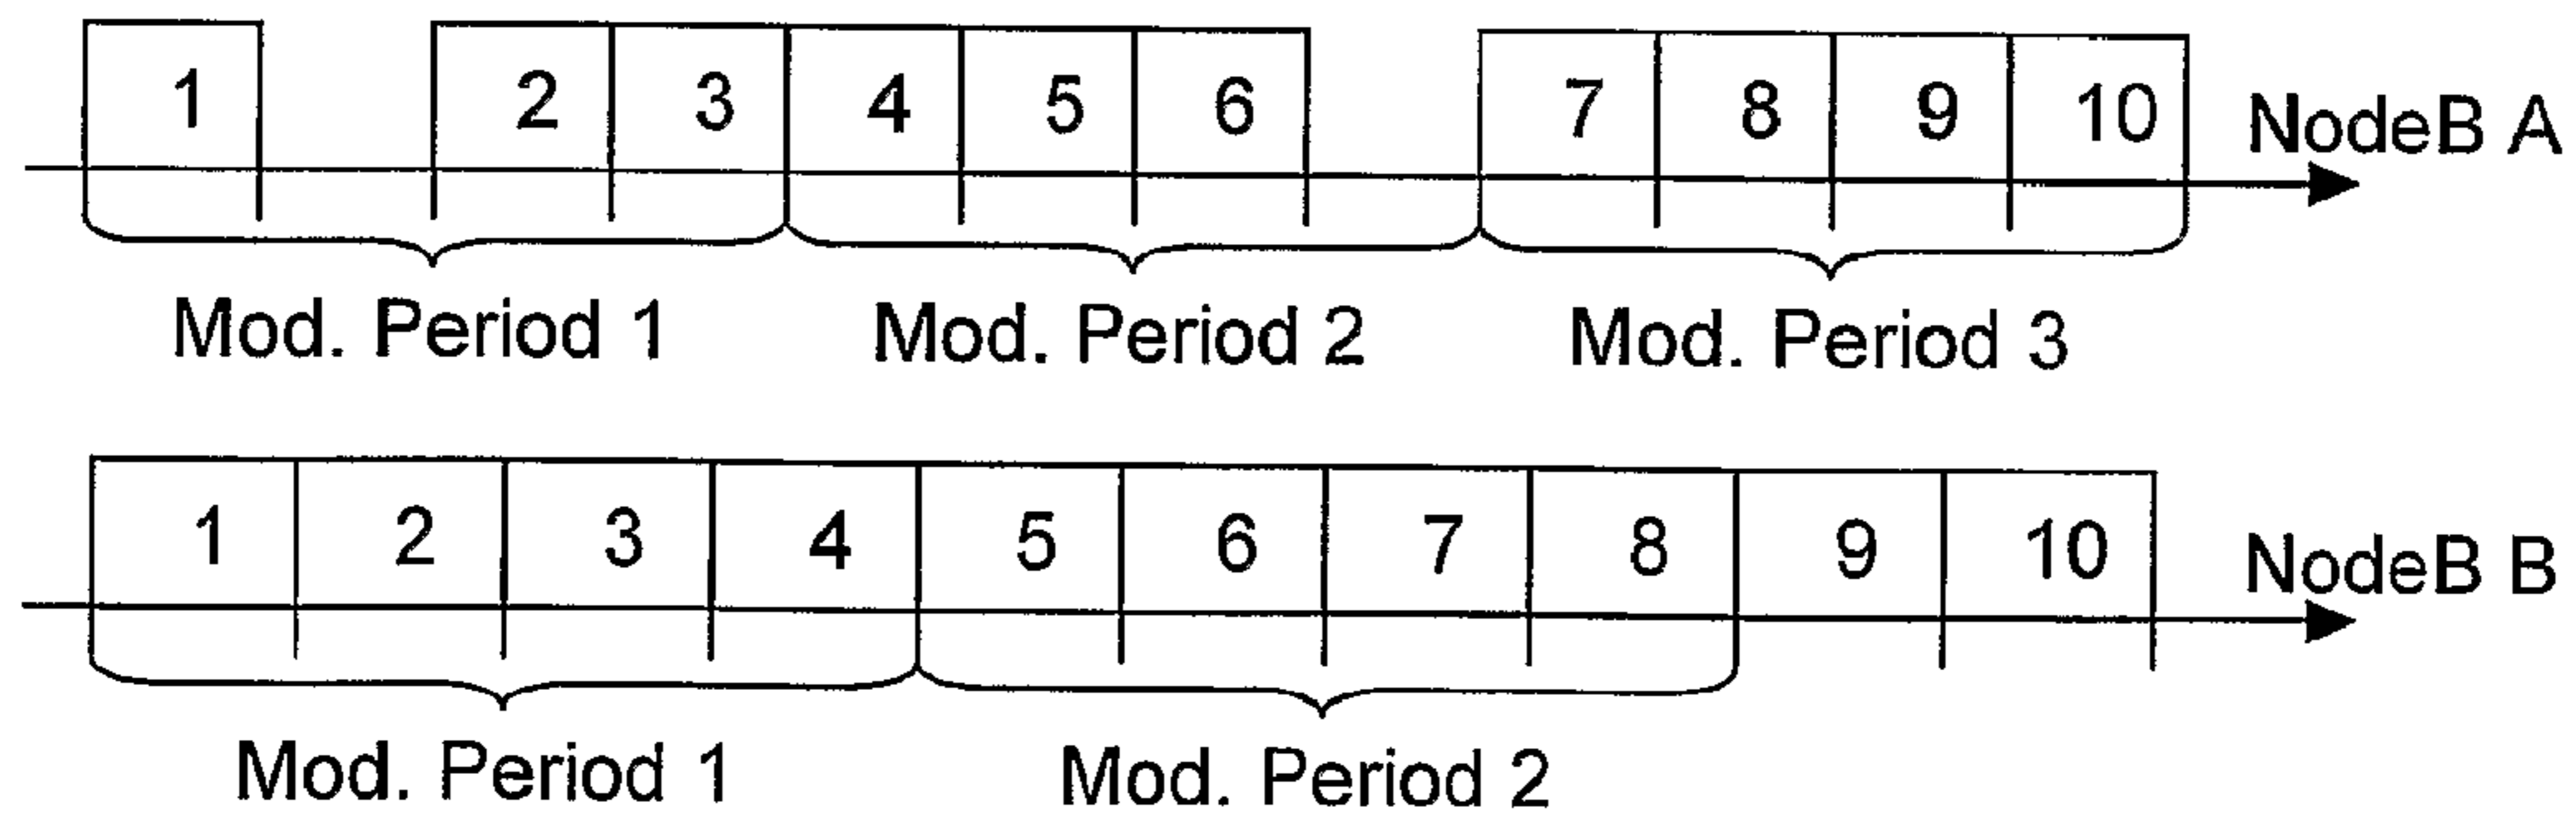 1 2 3 4 5 6 7 8 9 10 NodeB A
Mod. Period 1 Mod. Period 2 Mod. Period 3
1 2 3 4 5 6 7 8 9 10 NodeB B
Mod. Period 1 Mod. Period 2